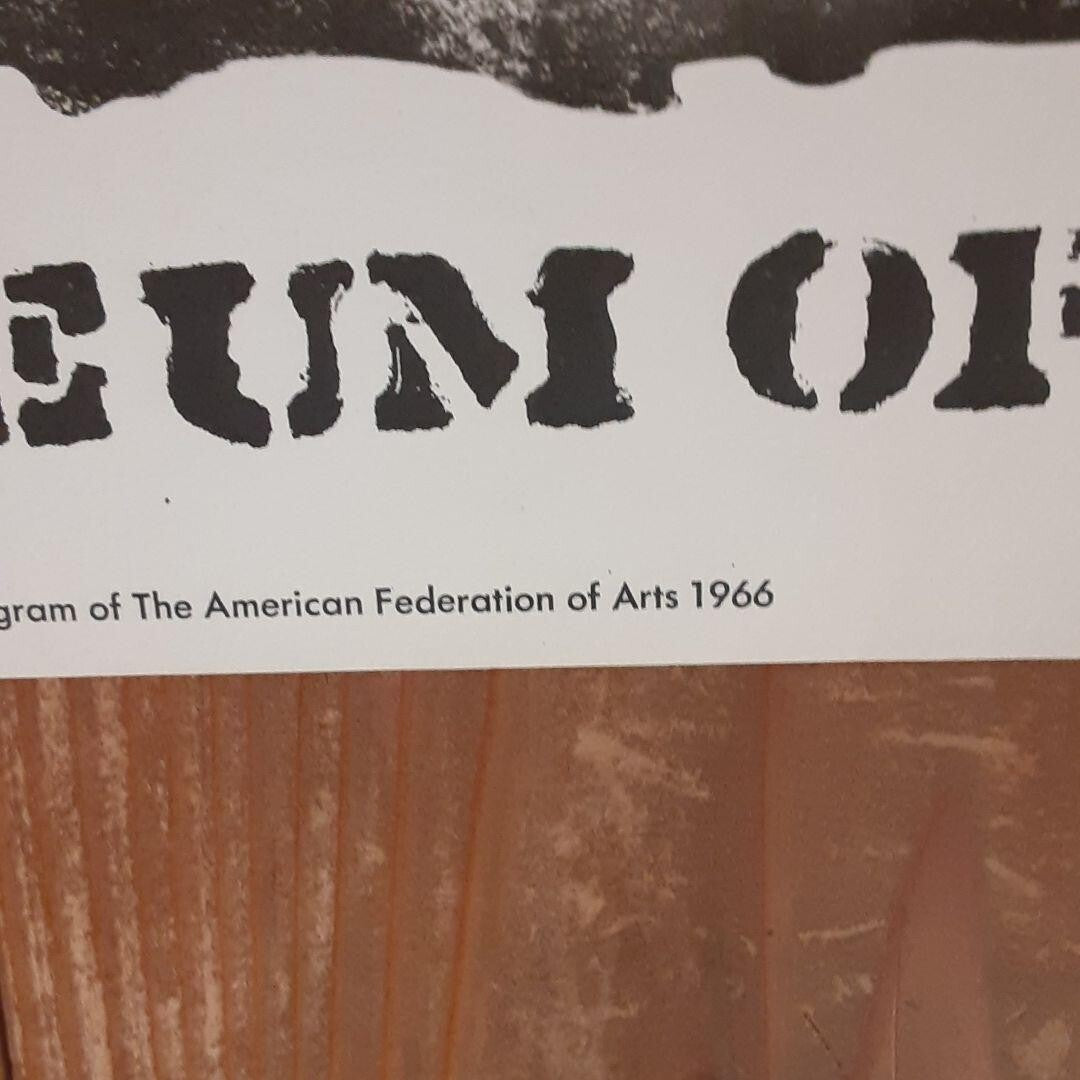 EUM OF
gram of The American Federation of Arts 1966